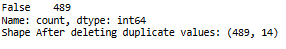 False    489
Name: count, dtype: int64
Shape After deleting duplicate values: (489, 14)